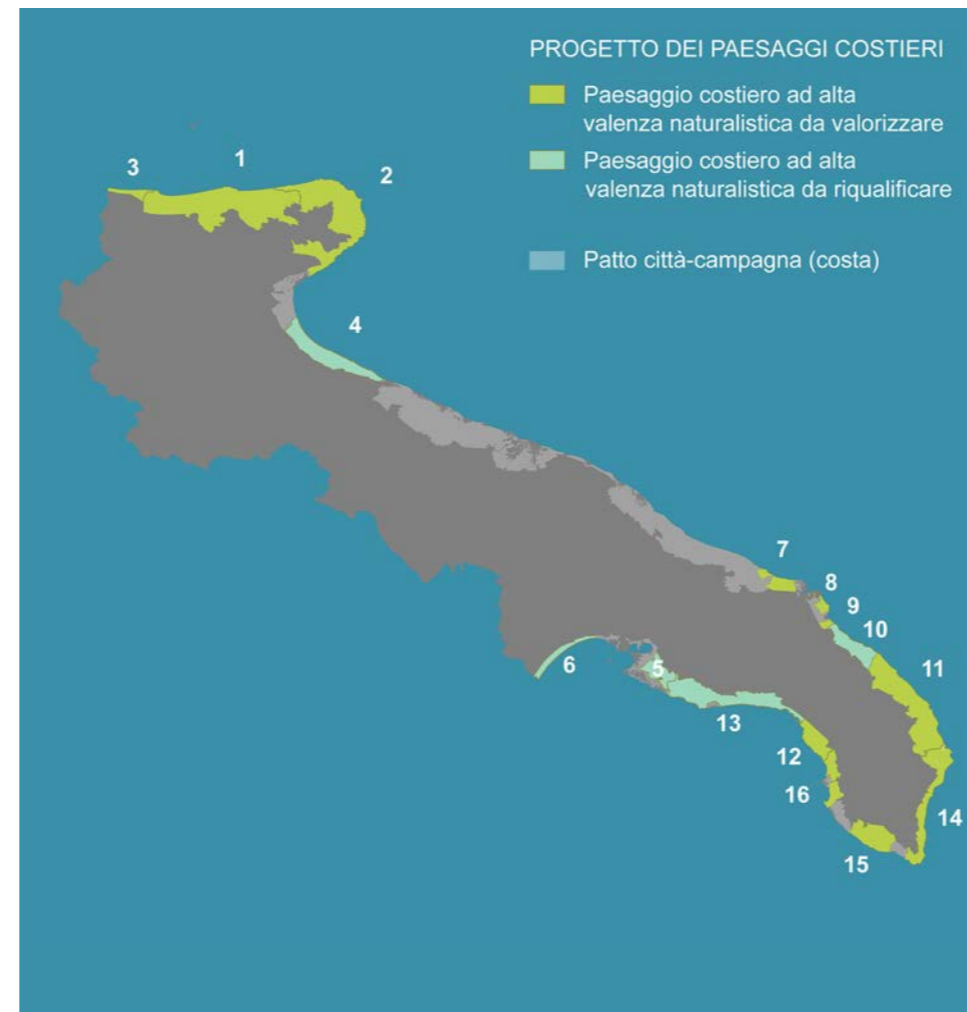 PROGETTO DEI PAESAGGI COSTIERI
Paesaggio costiero ad alta
valenza naturalistica da valorizzare
Paesaggio costiero ad alta
valenza naturalistica da riqualificare
Patto città-campagna (costa)
3
1
2
4
7
8
9
10
11
6
5
13
12
16
14
15